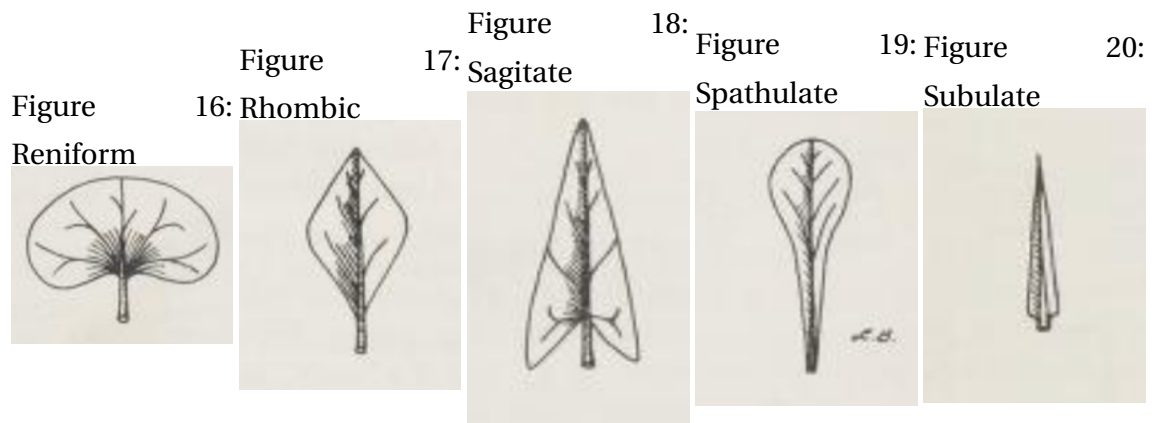 Figure 16:
Reniform
Figure 17:
Rhombic
Figure 18:
Sagitate
Figure 19:
Spathulate
Figure 20:
Subulate
L.B.